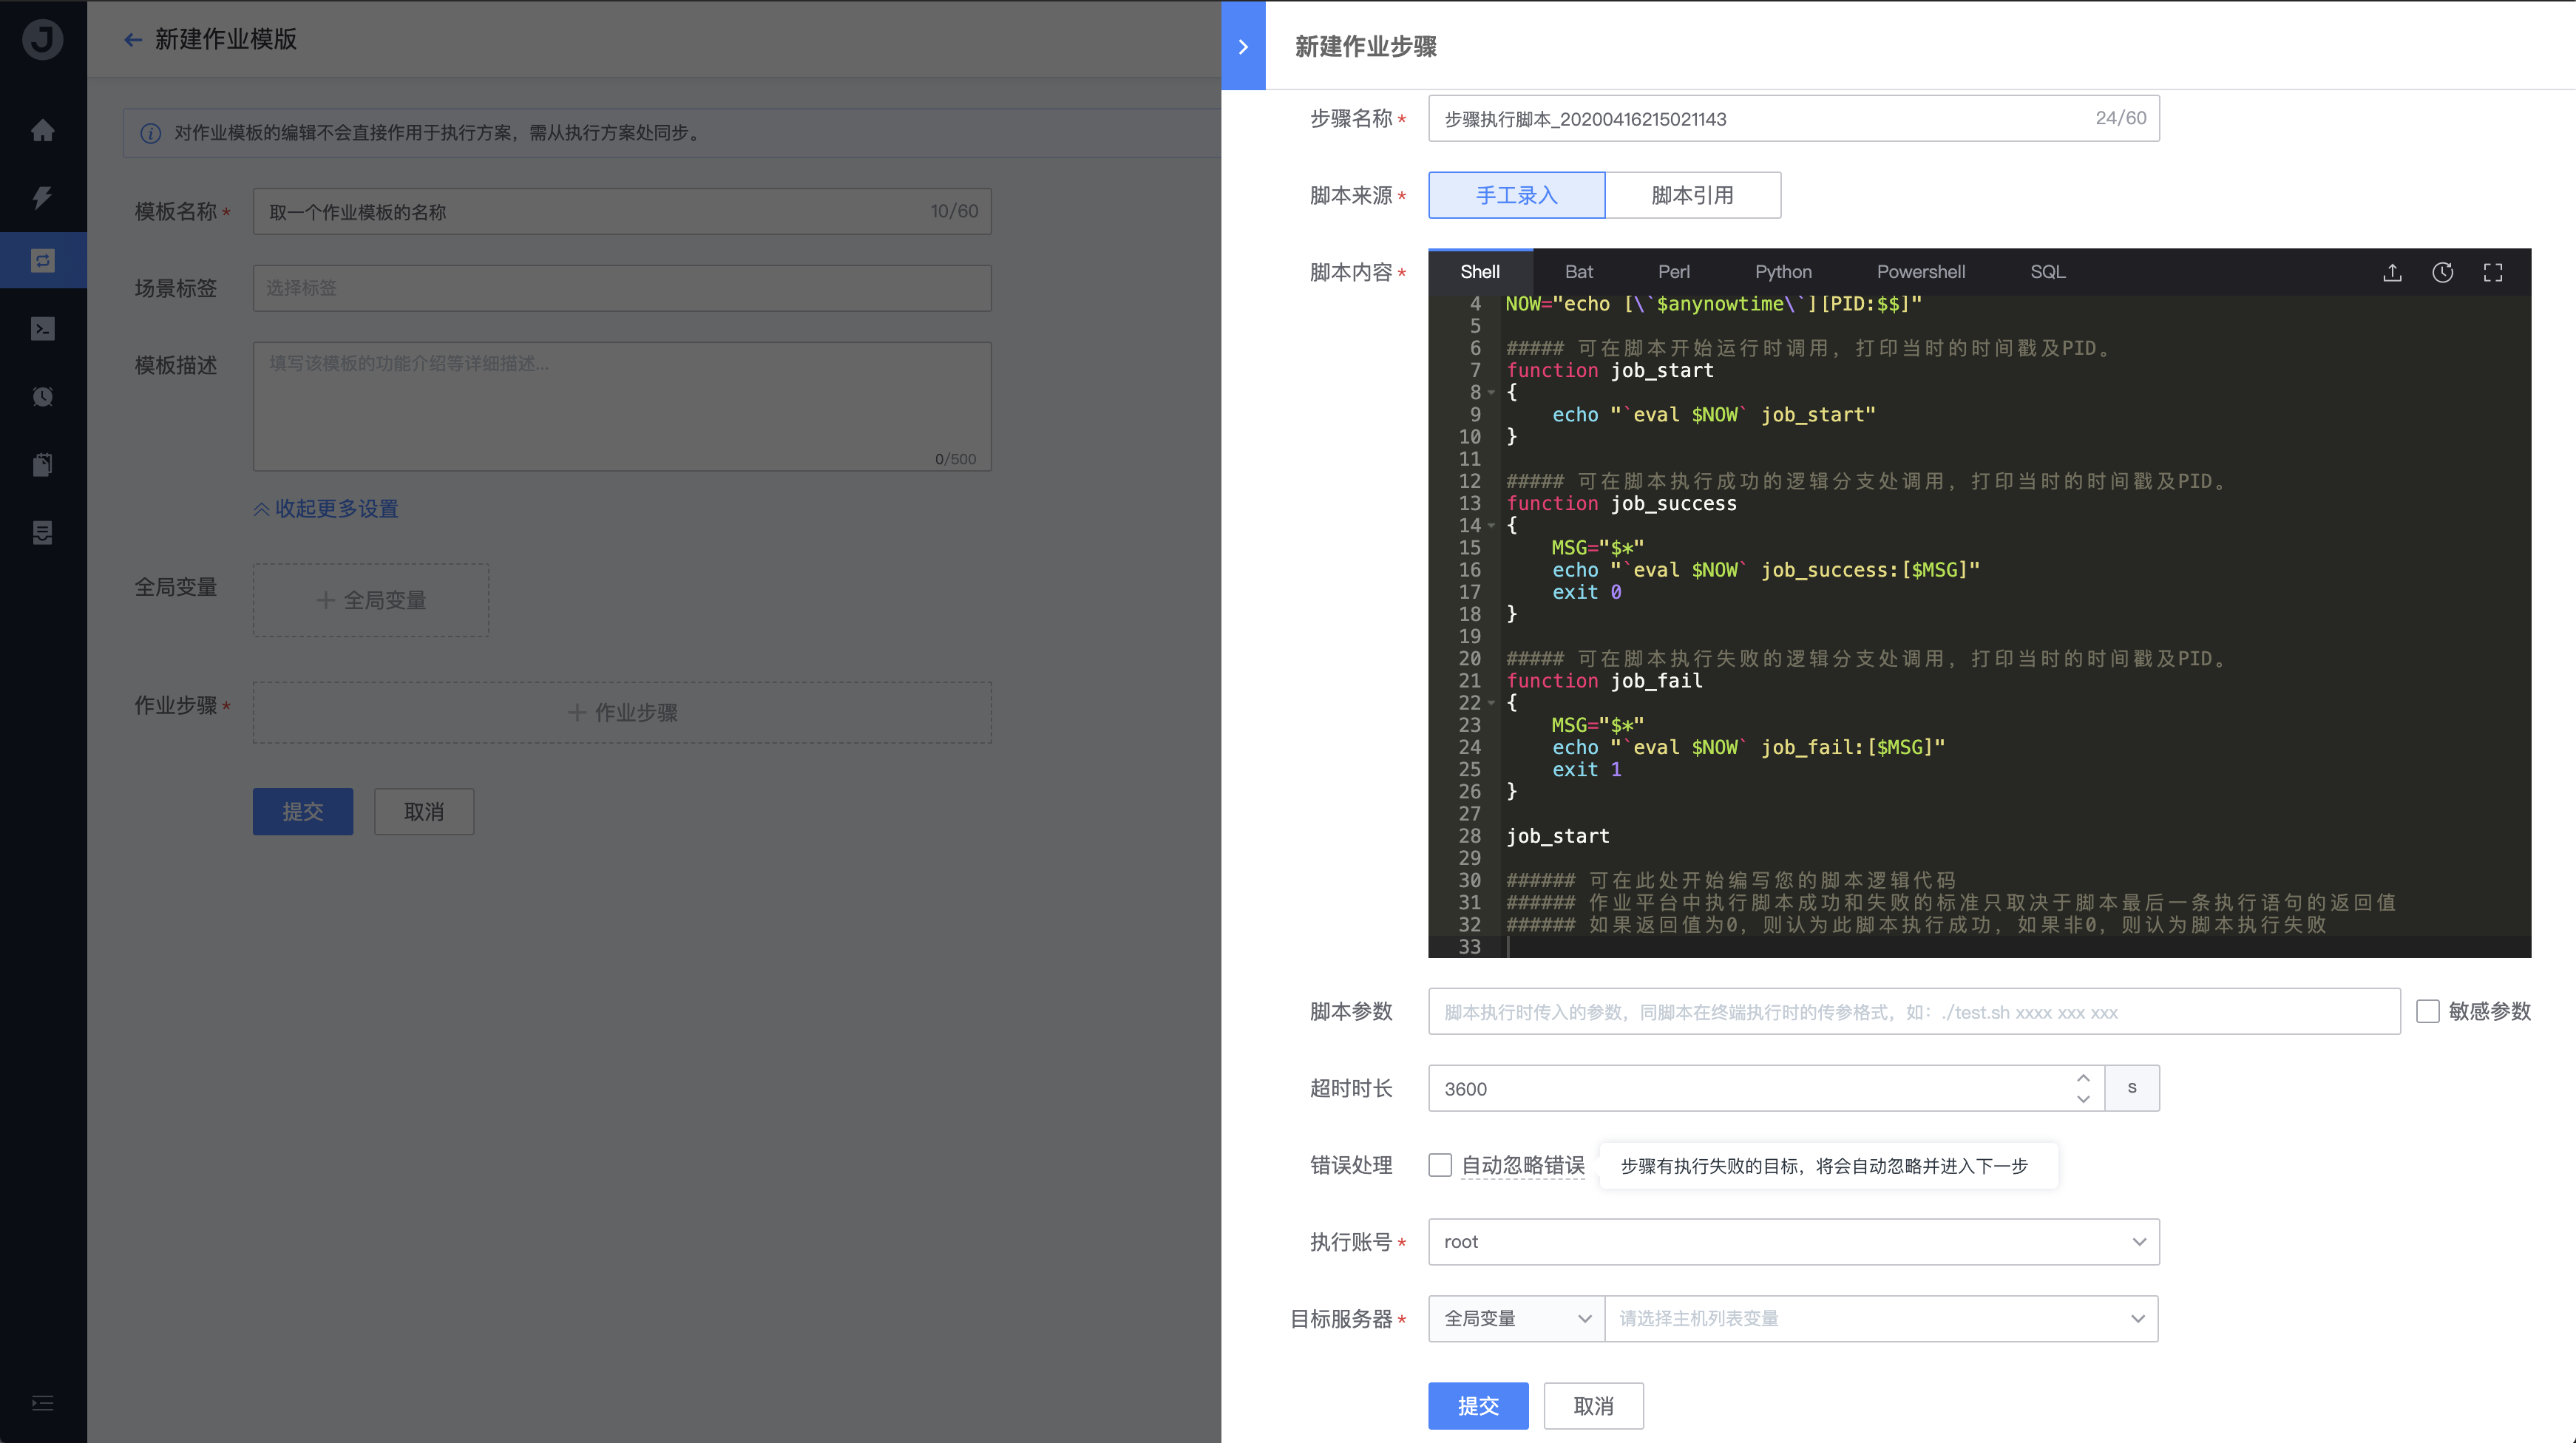 J
新建作业模版
对作业模板的编辑不会直接作用于执行方案，需从执行方案处同步。
模板名称 *
取一个作业模板的名称
10/60
场景标签
选择标签
模板描述
填写该模板的功能介绍等详细描述...
0/500
收起更多设置
全局变量
+ 全局变量
作业步骤 *
+ 作业步骤
提交
取消
新建作业步骤
步骤名称 *
步骤执行脚本_20200416215021143
24/60
脚本来源 *
手工录入
脚本引用
脚本内容 *
Shell Bat Perl Python Powershell SQL
4 NOW="echo [\`$anynowtime\`][PID:$$]"
5
6 ##### 可在脚本开始运行时调用，打印当时的时间戳及PID。
7 function job_start
8 {
9     echo "`eval $NOW` job_start"
10 }
11
12 ##### 可在脚本执行成功的逻辑分支处调用，打印当时的时间戳及PID。
13 function job_success
14 {
15     MSG="$*"
16     echo "`eval $NOW` job_success:[$MSG]"
17     exit 0
18 }
19
20 ##### 可在脚本执行失败的逻辑分支处调用，打印当时的时间戳及PID。
21 function job_fail
22 {
23     MSG="$*"
24     echo "`eval $NOW` job_fail:[$MSG]"
25     exit 1
26 }
27
28 job_start
29
30 ###### 可在此处开始编写您的脚本逻辑代码
31 ###### 作业平台中执行脚本成功和失败的标准只取决于脚本最后一条执行语句的返回值
32 ###### 如果返回值为0，则认为此脚本执行成功，如果非0，则认为脚本执行失败
33
脚本参数
脚本执行时传入的参数，同脚本在终端执行时的传参格式，如：./test.sh xxxx xxx xxx
敏感参数
超时时长
3600
s
错误处理
自动忽略错误
步骤有执行失败的目标，将会自动忽略并进入下一步
执行账号 *
root
目标服务器 *
全局变量
请选择主机列表变量
提交
取消